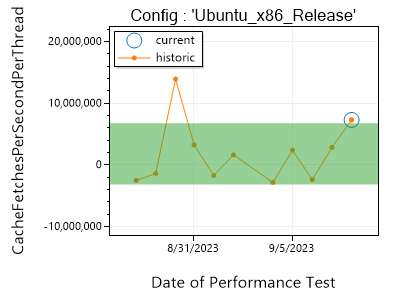 Config : 'Ubuntu_x86_Release'
CacheFetchesPerSecondPerThread
20,000,000
10,000,000
0
-10,000,000
current
historic
8/31/2023
9/5/2023
Date of Performance Test